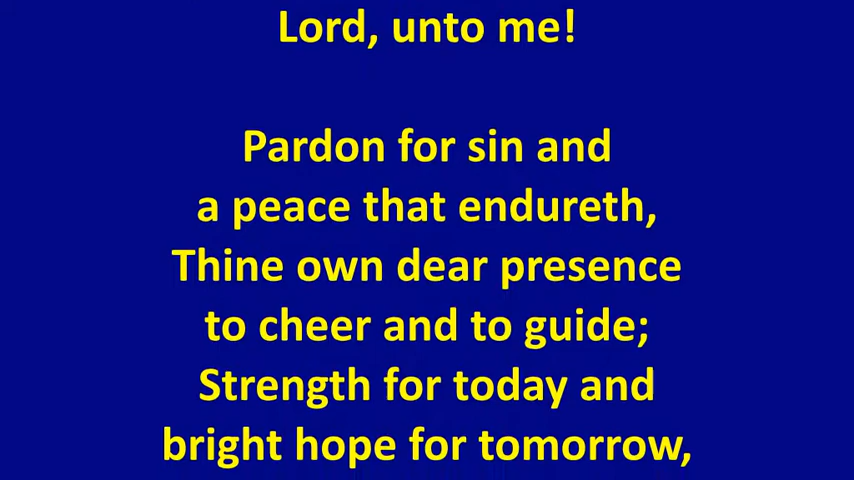 Lord, unto me!
Pardon for sin and
a peace that endureth,
Thine own dear presence
to cheer and to guide;
Strength for today and
bright hope for tomorrow,